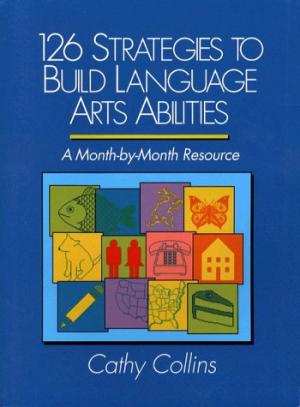 126 STRATEGIES TO
BUILD LANGUAGE
ARTS ABILITIES
A Month-by-Month Resource
Cathy Collins